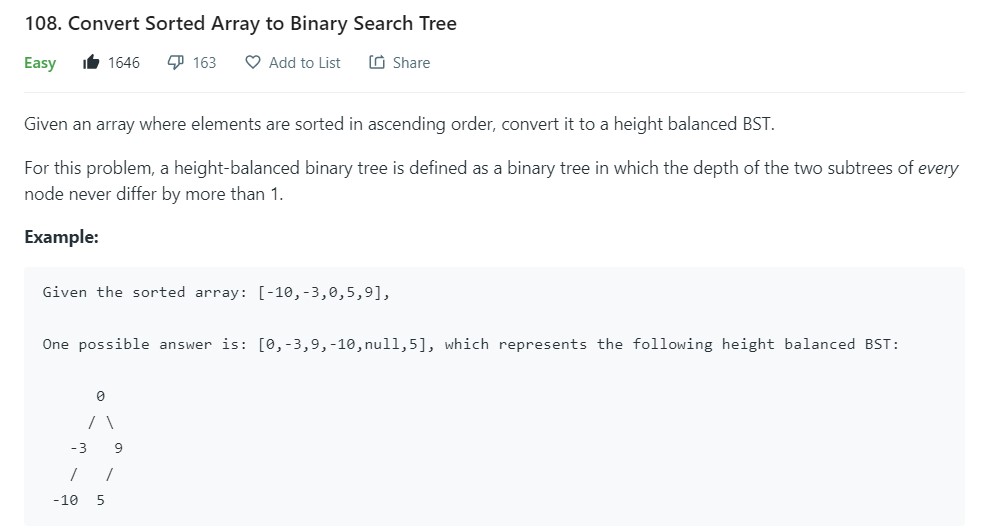 108. Convert Sorted Array to Binary Search Tree
Easy 1646 163 Add to List Share
Given an array where elements are sorted in ascending order, convert it to a height balanced BST.
For this problem, a height-balanced binary tree is defined as a binary tree in which the depth of the two subtrees of every
node never differ by more than 1.
Example:
Given the sorted array: [-10,-3,0,5,9],
One possible answer is: [0,-3,9,-10,null,5], which represents the following height balanced BST:
0
/ \
-3 9
/ /
-10 5